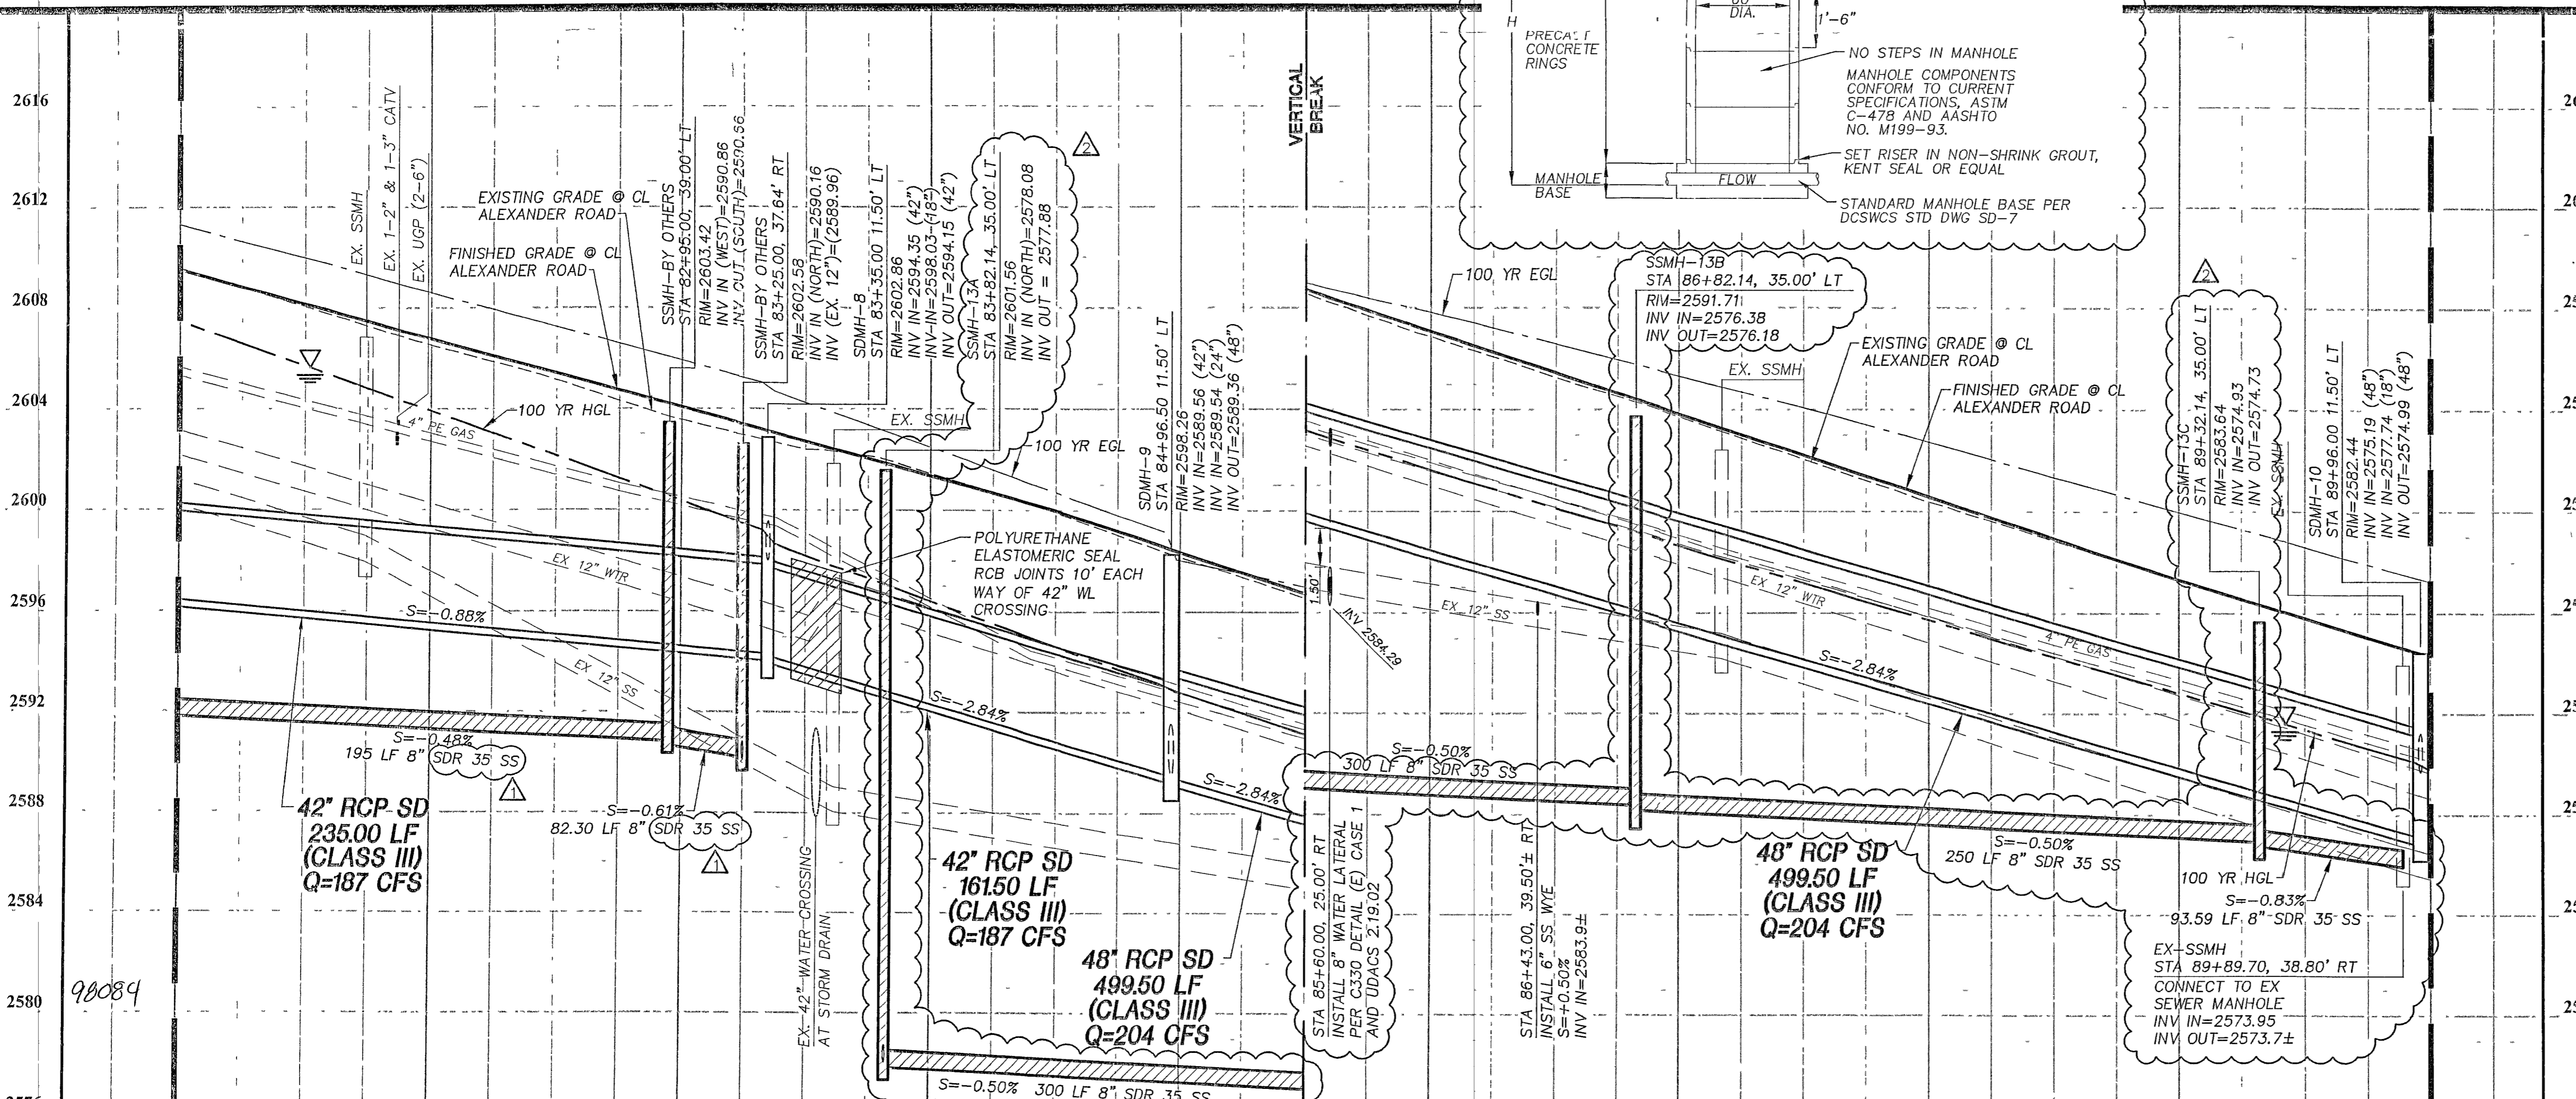 2616
2612
2608
2604
2600
2596
2592
2588
2584
2580
98084
EX. SSMH
EX. 1-2" & 1-3" CATV
EX. UGP (2-6")
EXISTING GRADE @ CL
ALEXANDER ROAD
FINISHED GRADE @ CL
ALEXANDER ROAD
100 YR HGL
4" PE GAS
EX 12" WTR
S=-0.88%
EX 12" SS
S=-0.48%
195 LF 8" SDR 35 SS
1
42" RCP SD
235.00 LF
(CLASS III)
Q=187 CFS
S=-0.61%
82.30 LF 8" SDR 35 SS
1
SSMH-BY OTHERS
STA 82+95.00, 39.00' LT
RIM=2603.42
INV IN (WEST)=2590.86
INV OUT (SOUTH)=2590.66
SSMH-BY OTHERS
STA 83+25.00, 37.64' RT
RIM=2602.58
INV IN (NORTH)=2590.16
INV (EX. 12")=(2589.96)
SDMH-8
STA 83+35.00 11.50' LT
RIM=2602.86
INV IN=2594.35 (42")
INV IN=2598.03 (18")
INV OUT=2594.15 (42")
SSMH-13A
STA 83+82.14, 35.00' LT
RIM=2601.56
INV IN (NORTH)=2578.08
INV OUT = 2577.88
2
EX. SSMH
100 YR EGL
POLYURETHANE
ELASTOMERIC SEAL
RCB JOINTS 10' EACH
WAY OF 42" WL
CROSSING
EX. 42" WATER CROSSING
AT STORM DRAIN
S=-2.84%
42" RCP SD
161.50 LF
(CLASS III)
Q=187 CFS
SDMH-9
STA 84+96.50 11.50' LT
RIM=2598.26
INV IN=2589.56 (42")
INV IN=2589.54 (24")
INV OUT=2589.36 (48")
S=-2.84%
48" RCP SD
499.50 LF
(CLASS III)
Q=204 CFS
S=-0.50% 300 LF 8" SDR 35 SS
VERTICAL
BREAK
H
DIA.
1'-6"
CONCRETE
RINGS
NO STEPS IN MANHOLE
MANHOLE COMPONENTS
CONFORM TO CURRENT
SPECIFICATIONS, ASTM
C-478 AND AASHTO
NO. M199-93.
SET RISER IN NON-SHRINK GROUT,
KENT SEAL OR EQUAL
MANHOLE
BASE
FLOW
STANDARD MANHOLE BASE PER
DCSWCS STD DWG SD-7
100 YR EGL
SSMH-13B
STA 86+82.14, 35.00' LT
RIM=2591.71
INV IN=2576.38
INV OUT=2576.18
EX. SSMH
EXISTING GRADE @ CL
ALEXANDER ROAD
FINISHED GRADE @ CL
ALEXANDER ROAD
1.50'
INV 2584.29
EX 12" SS
EX 12" WTR
4" PE GAS
S=-2.84%
S=-0.50%
300 LF 8" SDR 35 SS
STA 85+60.00, 25.00' RT
INSTALL 8" WATER LATERAL
PER C330 DETAIL (E) CASE 1
AND UDACS 2.19.02
STA 86+43.00, 39.50'± RT
INSTALL 6" SS WYE
S=+0.50%
INV IN=2583.9±
48" RCP SD
499.50 LF
(CLASS III)
Q=204 CFS
S=-0.50%
250 LF 8" SDR 35 SS
2
SSMH-13C
STA 89+32.14, 35.00' LT
RIM=2583.64
INV IN=2574.93
INV OUT=2574.73
EX. SSMH
SDMH-10
STA 89+96.00 11.50' LT
RIM=2582.44
INV IN=2575.19 (48")
INV IN=2577.74 (18")
INV OUT=2574.99 (48")
100 YR HGL
S=-0.83%
93.59 LF 8" SDR 35 SS
EX-SSMH
STA 89+89.70, 38.80' RT
CONNECT TO EX
SEWER MANHOLE
INV IN=2573.95
INV OUT=2573.7±